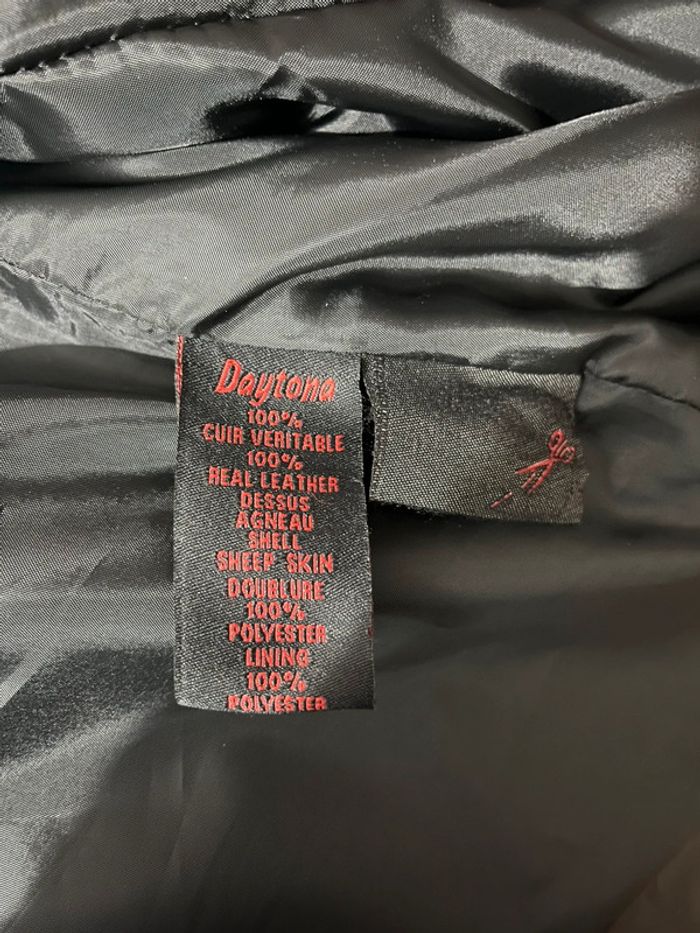 Daytona
100%
CUIR VERITABLE
100%
REAL LEATHER
DESSUS
AGNEAU
SHELL
SHEEP SKIN
DOUBLURE
100%
POLYESTER
LINING
100%
POLYESTER